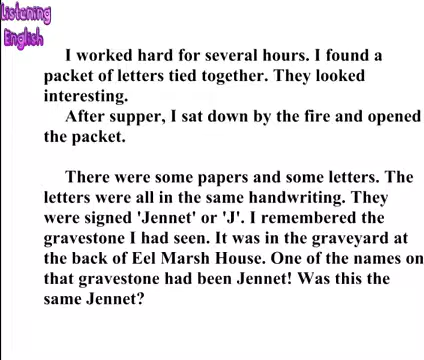 Listening
English
I worked hard for several hours. I found a
packet of letters tied together. They looked
interesting.
After supper, I sat down by the fire and opened
the packet.
There were some papers and some letters. The
letters were all in the same handwriting. They
were signed 'Jennet' or 'J'. I remembered the
gravestone I had seen. It was in the graveyard at
the back of Eel Marsh House. One of the names on
that gravestone had been Jennet! Was this the
same Jennet?